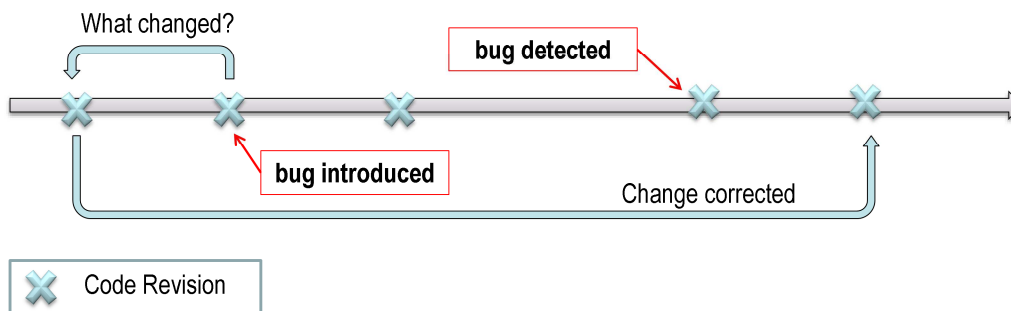 What changed?
bug detected
bug introduced
Change corrected
Code Revision